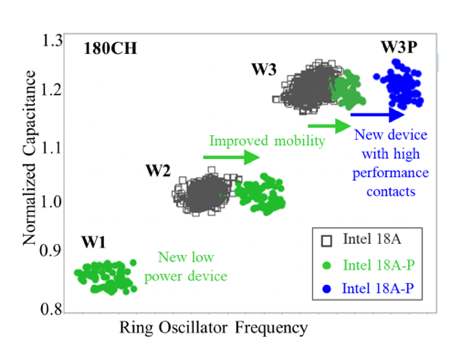 1.3
180CH
W3P
W3
1.2
Improved mobility
New device
with high
performance
contacts
1.1
W2
1.0
W1
New low
power device
0.9
0.8
Intel 18A
Intel 18A-P
Intel 18A-P
Normalized Capacitance
Ring Oscillator Frequency